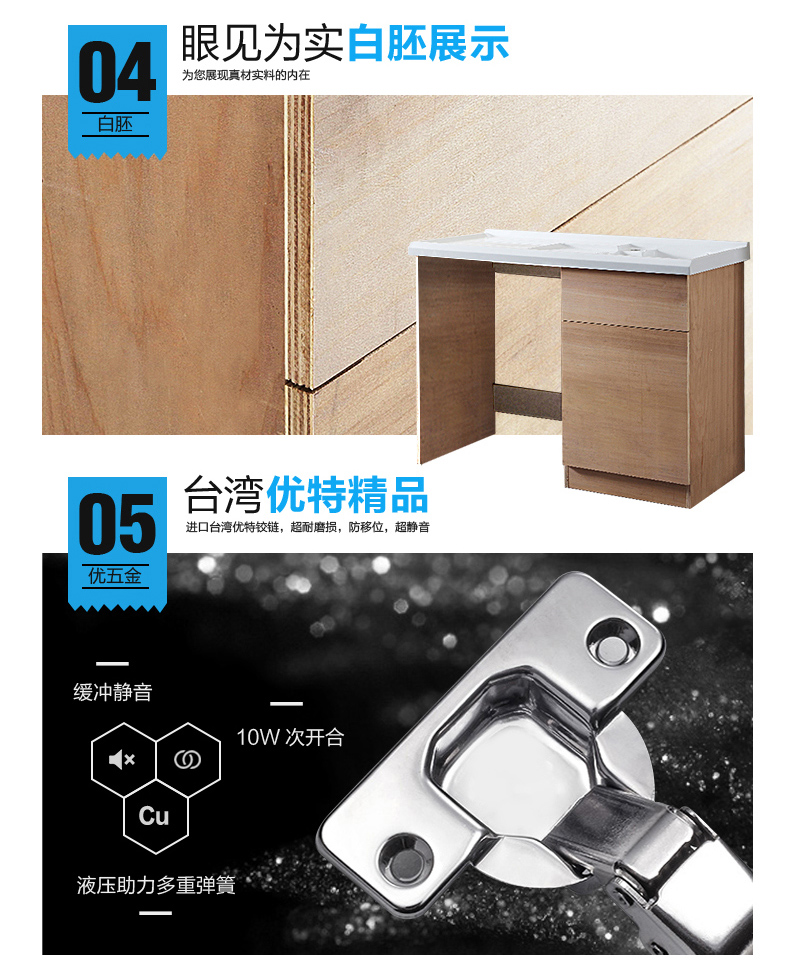 04
白胚
眼见为实白胚展示
为您展现真材实料的内在
05
优五金
台湾优特精品
进口台湾优特铰链，超耐磨损，防移位，超静音
缓冲静音
10W 次开合
Cu
液压助力多重弹簧